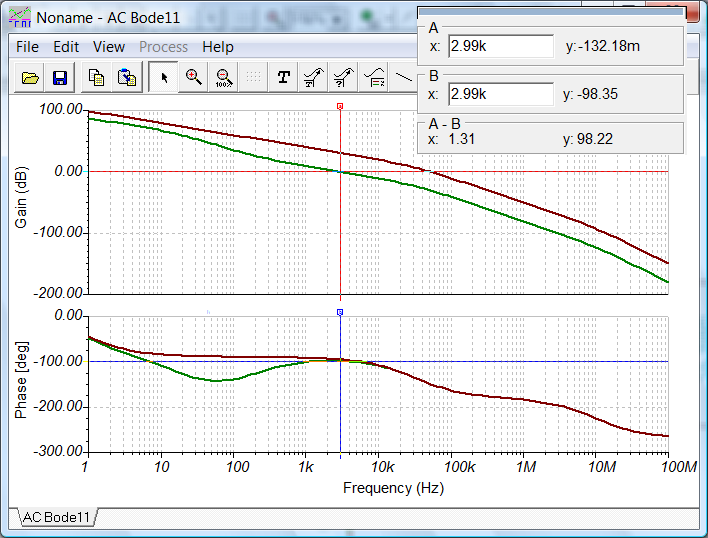 Noname - AC Bode11
File Edit View Process Help
100%
T
A
x: 2.99k y:-132.18m
B
x: 2.99k y: -98.35
A - B
x: 1.31 y: 98.22
Gain (dB)
100.00
0.00
-100.00
-200.00
a
Phase [deg]
0.00
-100.00
-200.00
-300.00
b
1 10 100 1k 10k 100k 1M 10M 100M
Frequency (Hz)
AC Bode11